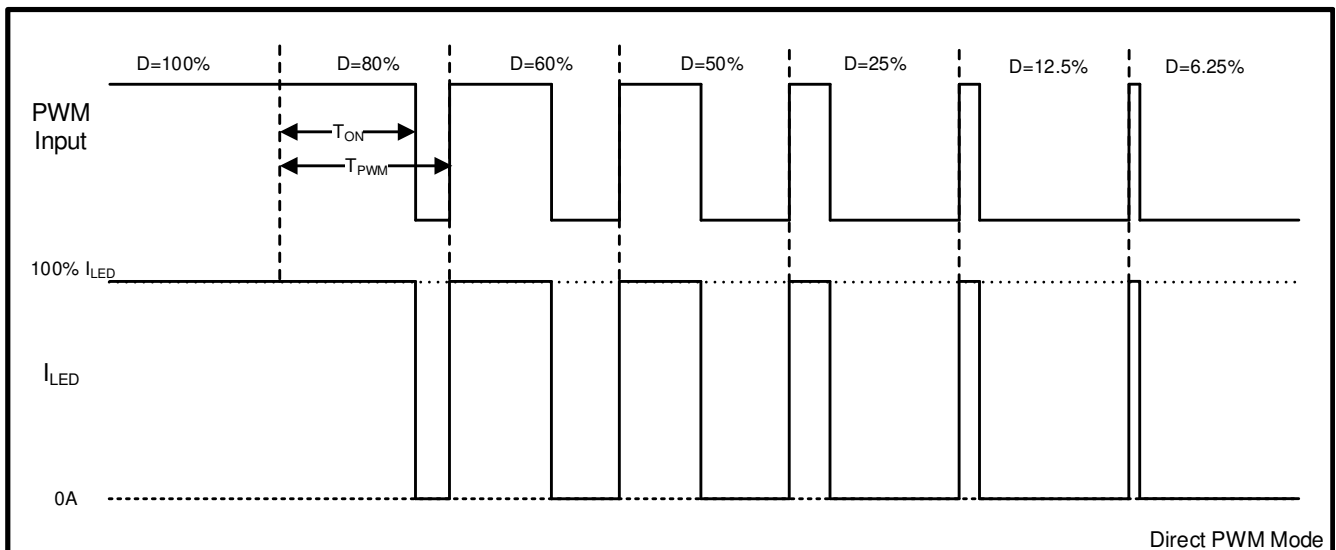 D=100% D=80% D=60% D=50% D=25% D=12.5% D=6.25%
PWM
Input
TON
TPWM
100% ILED
ILED
0A
Direct PWM Mode